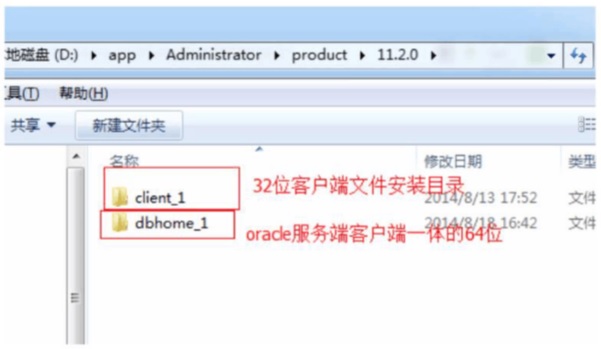 地磁盘 (D:) ▸ app ▸ Administrator ▸ product ▸ 11.2.0 ▸
工具(T) 帮助(H)
共享 ▼ 新建文件夹
名称 修改日期 类型
client_1 2014/8/13 17:52 文件
32位客户端文件安装目录
dbhome_1 2014/8/18 16:42 文件
oracle服务端客户端一体的64位